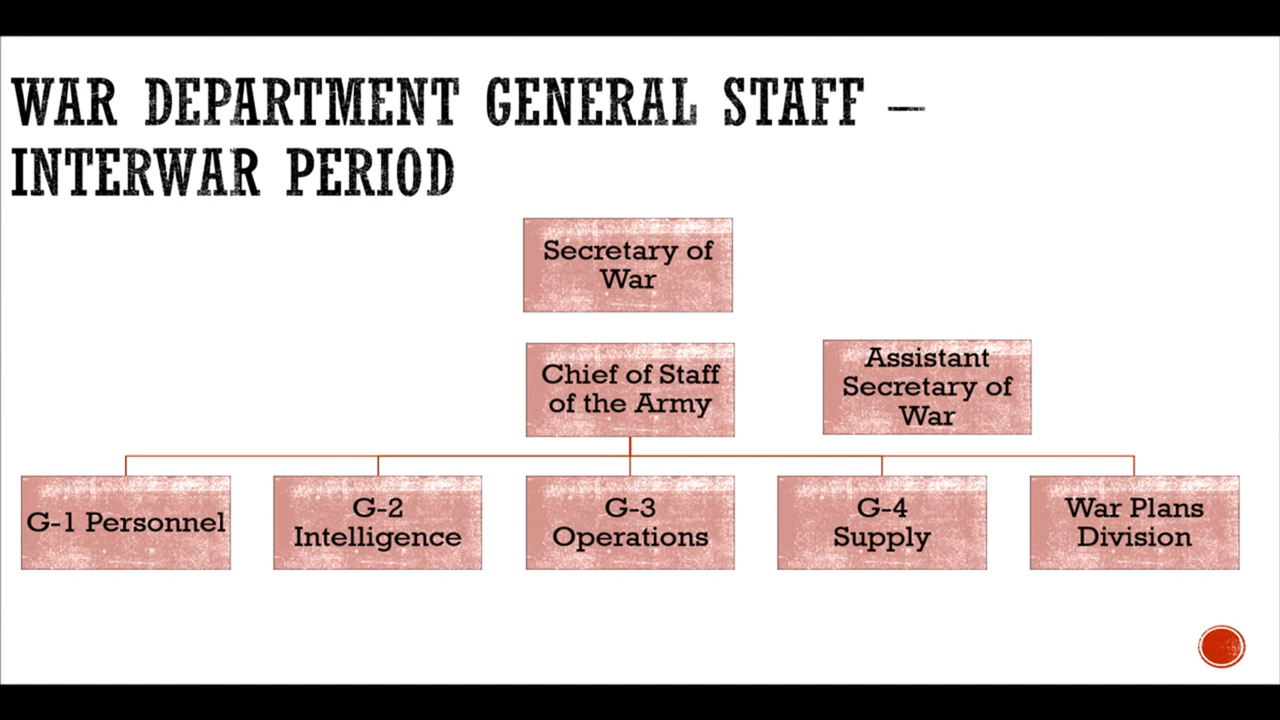 WAR DEPARTMENT GENERAL STAFF –
INTERWAR PERIOD
Secretary of
War
Chief of Staff
of the Army
Assistant
Secretary of
War
G-1 Personnel
G-2
Intelligence
G-3
Operations
G-4
Supply
War Plans
Division